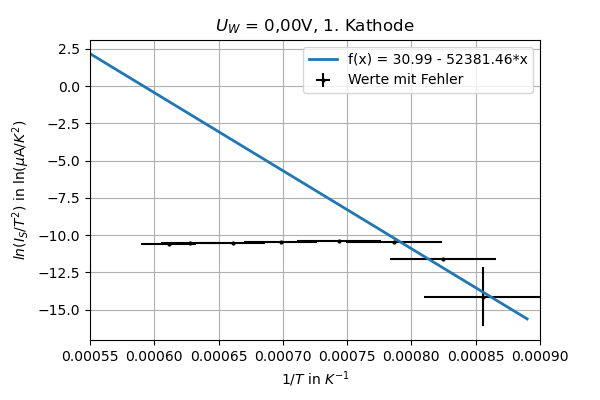 U_W = 0,00V, 1. Kathode
f(x) = 30.99 - 52381.46*x
Werte mit Fehler
ln(I_S/T²) in ln(μA/K²)
2.5
0.0
−2.5
−5.0
−7.5
−10.0
−12.5
−15.0
0.00055 0.00060 0.00065 0.00070 0.00075 0.00080 0.00085 0.00090
1/T in K⁻¹